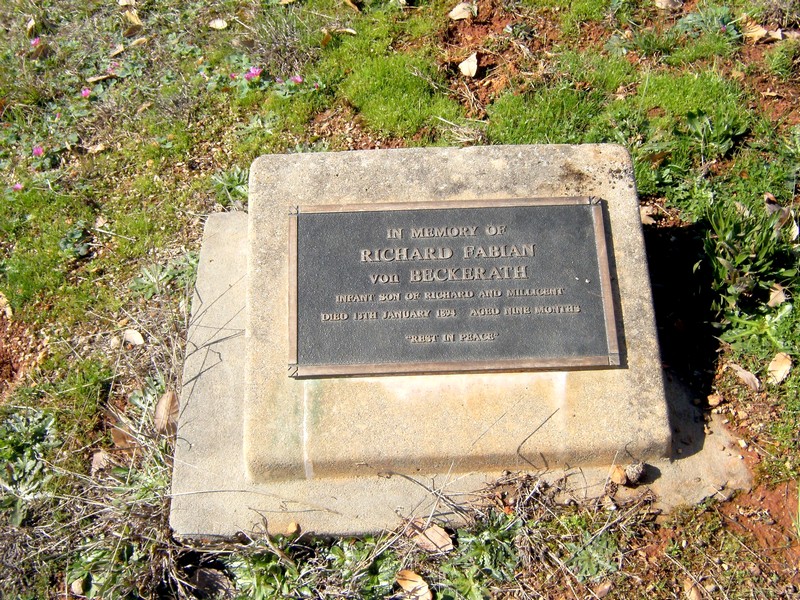 IN MEMORY OF
RICHARD FABIAN
VON BECKERATH
INFANT SON OF RICHARD AND MILLICENT
DIED 13TH JANUARY 1894 AGED NINE MONTHS
"REST IN PEACE"